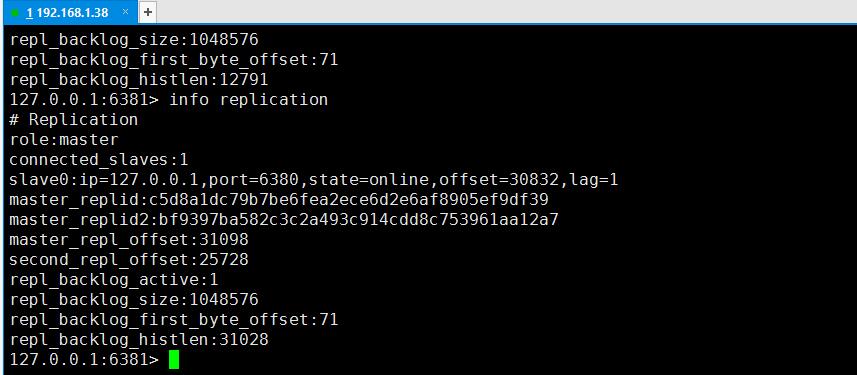 1 192.168.1.38 × +
repl_backlog_size:1048576
repl_backlog_first_byte_offset:71
repl_backlog_histlen:12791
127.0.0.1:6381> info replication
# Replication
role:master
connected_slaves:1
slave0:ip=127.0.0.1,port=6380,state=online,offset=30832,lag=1
master_replid:c5d8a1dc79b7be6fea2ece6d2e6af8905ef9df39
master_replid2:bf9397ba582c3c2a493c914cdd8c753961aa12a7
master_repl_offset:31098
second_repl_offset:25728
repl_backlog_active:1
repl_backlog_size:1048576
repl_backlog_first_byte_offset:71
repl_backlog_histlen:31028
127.0.0.1:6381>